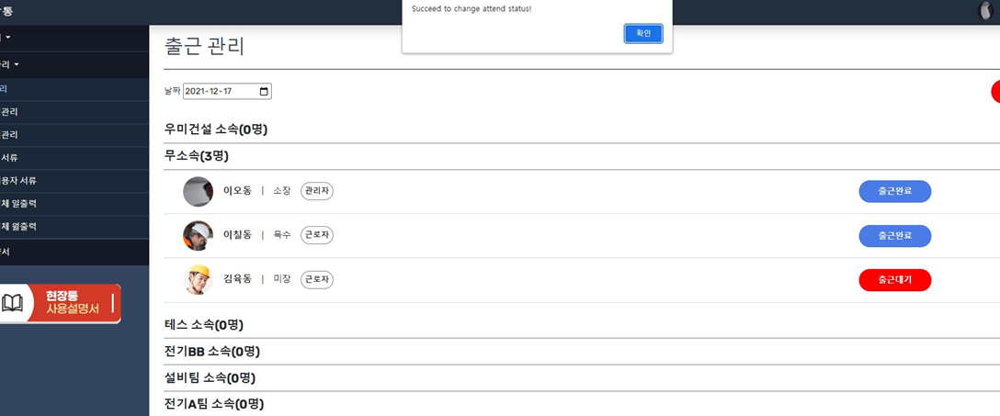 통
Succeed to change attend status!
확인
리
관리
관리
서류
용자 서류
체 일출력
체 월출력
서
현장통
사용설명서
출근 관리
날짜 2021-12-17
우미건설 소속(0명)
무소속(3명)
이오동 | 소장 관리자 출근완료
이칠동 | 목수 근로자 출근완료
김육동 | 미장 근로자 출근대기
테스 소속(0명)
전기BB 소속(0명)
설비팀 소속(0명)
전기A팀 소속(0명)